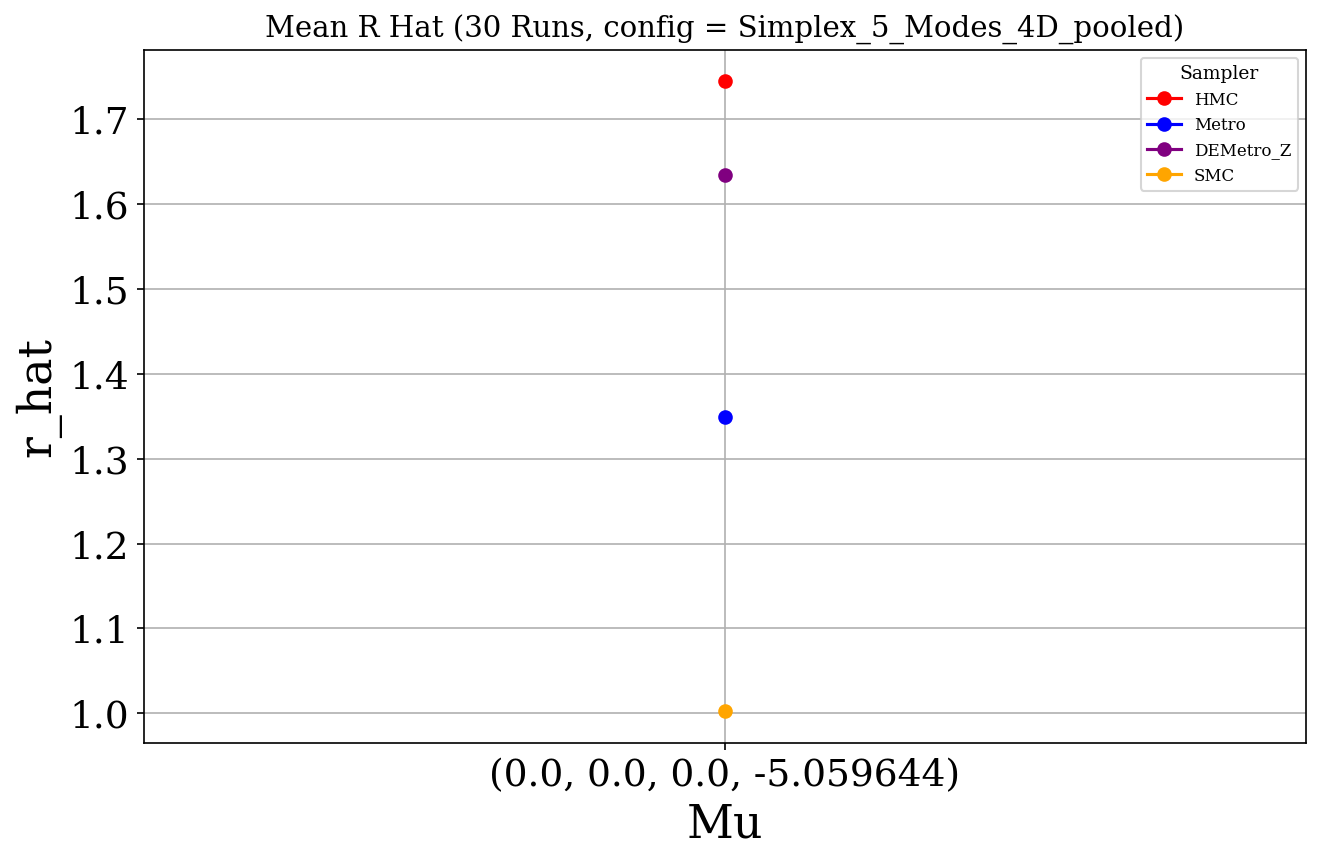 Mean R Hat (30 Runs, config = Simplex_5_Modes_4D_pooled)
Sampler
HMC
Metro
DEMetro_Z
SMC
r_hat
1.7
1.6
1.5
1.4
1.3
1.2
1.1
1.0
(0.0, 0.0, 0.0, -5.059644)
Mu